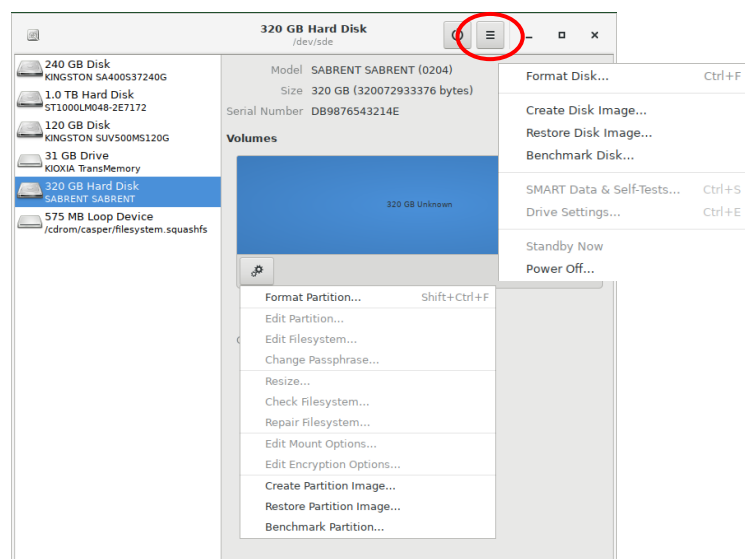 320 GB Hard Disk
/dev/sde
240 GB Disk
KINGSTON SA400S37240G
1.0 TB Hard Disk
ST1000LM048-2E7172
120 GB Disk
KINGSTON SUV500MS120G
31 GB Drive
KIOXIA TransMemory
320 GB Hard Disk
SABRENT SABRENT
575 MB Loop Device
/cdrom/casper/filesystem.squashfs
Model SABRENT SABRENT (0204)
Size 320 GB (320072933376 bytes)
Serial Number DB9876543214E
Volumes
320 GB Unknown
Format Partition... Shift+Ctrl+F
Edit Partition...
Edit Filesystem...
Change Passphrase...
Resize...
Check Filesystem...
Repair Filesystem...
Edit Mount Options...
Edit Encryption Options...
Create Partition Image...
Restore Partition Image...
Benchmark Partition...
Format Disk... Ctrl+F
Create Disk Image...
Restore Disk Image...
Benchmark Disk...
SMART Data & Self-Tests... Ctrl+S
Drive Settings... Ctrl+E
Standby Now
Power Off...